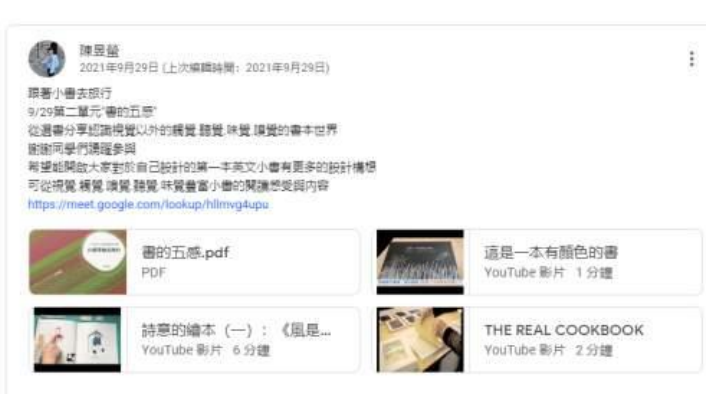 陳昱螢
2021年9月29日 (上次編輯時間：2021年9月29日)
跟著小書去旅行
9/29第二單元"書的五感"
從選書分享認識視覺以外的觸覺.聽覺.味覺.嗅覺的書本世界
謝謝同學們踴躍參與
希望能開啟大家對於自己設計的第一本英文小書有更多的設計構想
可從視覺.觸覺.嗅覺.聽覺.味覺豐富小書的閱讀感受與內容
https://meet.google.com/lookup/hllmvg4upu
書的五感.pdf
PDF
這是一本有顏色的書
YouTube 影片 1 分鐘
詩意的繪本（一）：《風是...
YouTube 影片 6 分鐘
THE REAL COOKBOOK
YouTube 影片 2 分鐘